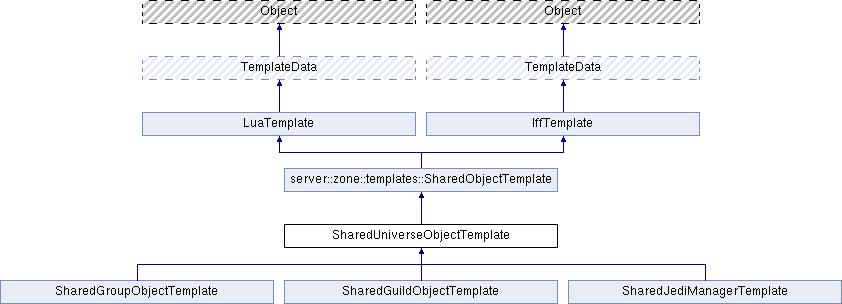 Object
Object
TemplateData
TemplateData
LuaTemplate
IffTemplate
server::zone::templates::SharedObjectTemplate
SharedUniverseObjectTemplate
SharedGroupObjectTemplate
SharedGuildObjectTemplate
SharedJediManagerTemplate